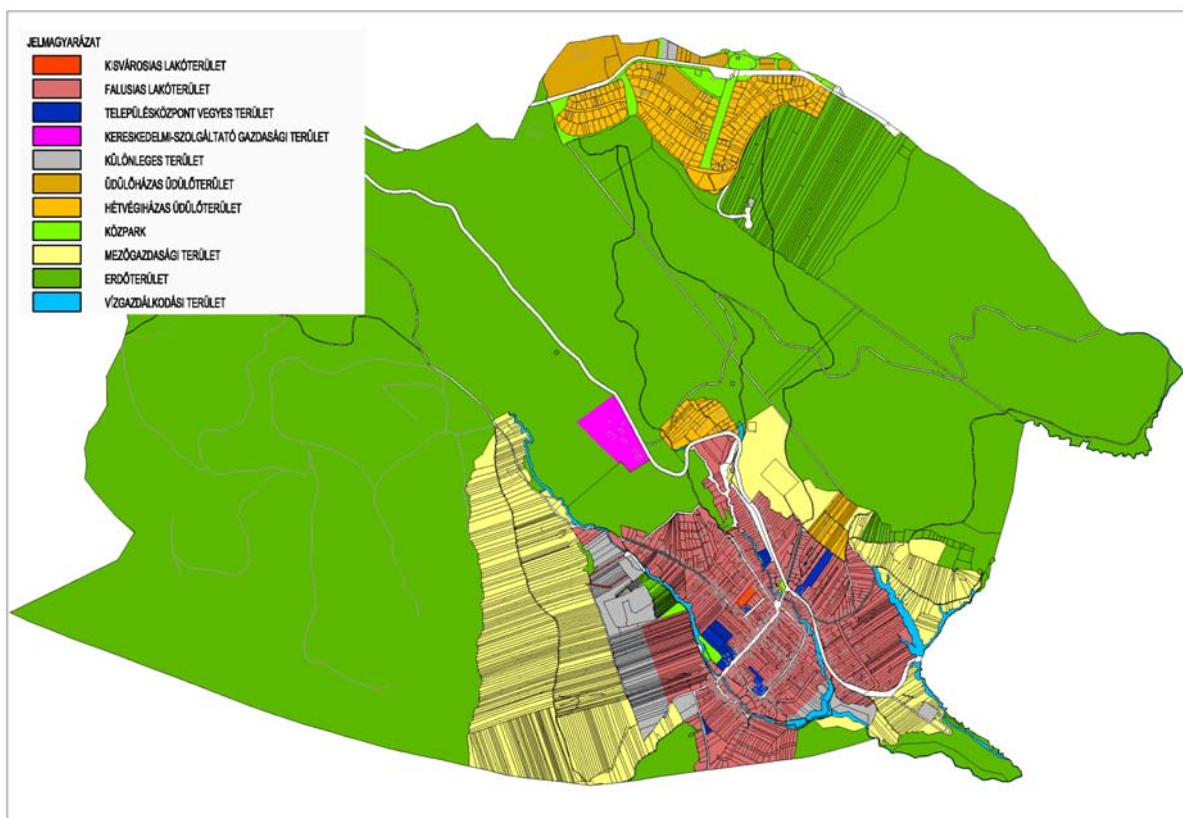 JELMAGYARÁZAT
KISVÁROSIAS LAKÓTERÜLET
FALUSIAS LAKÓTERÜLET
TELEPÜLÉSKÖZPONT VEGYES TERÜLET
KERESKEDELMI-SZOLGÁLTATÓ GAZDASÁGI TERÜLET
KÜLÖNLEGES TERÜLET
ÜDÜLŐHÁZAS ÜDÜLŐTERÜLET
HÉTVÉGIHÁZAS ÜDÜLŐTERÜLET
KÖZPARK
MEZŐGAZDASÁGI TERÜLET
ERDŐTERÜLET
VÍZGAZDÁLKODÁSI TERÜLET